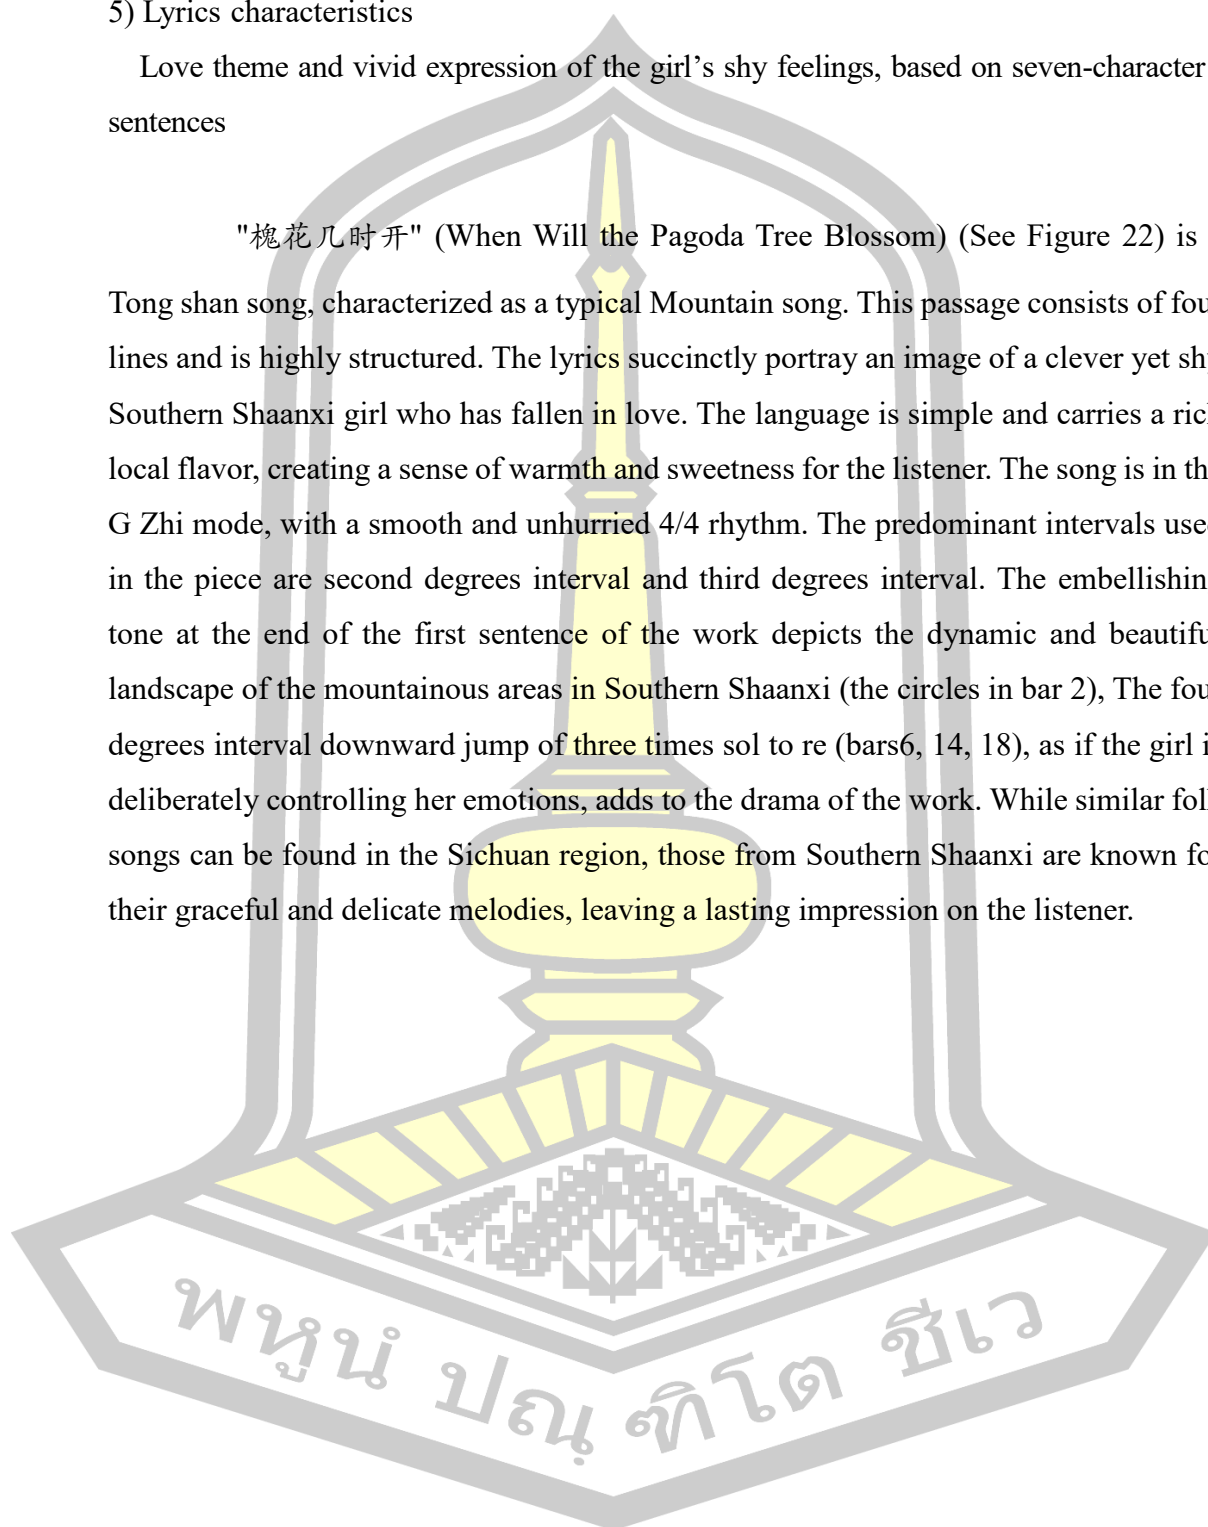 5) Lyrics characteristics
Love theme and vivid expression of the girl’s shy feelings, based on seven-character
sentences
"槐花几时开" (When Will the Pagoda Tree Blossom) (See Figure 22) is
Tong shan song, characterized as a typical Mountain song. This passage consists of fou
lines and is highly structured. The lyrics succinctly portray an image of a clever yet shy
Southern Shaanxi girl who has fallen in love. The language is simple and carries a rich
local flavor, creating a sense of warmth and sweetness for the listener. The song is in th
G Zhi mode, with a smooth and unhurried 4/4 rhythm. The predominant intervals use
in the piece are second degrees interval and third degrees interval. The embellishin
tone at the end of the first sentence of the work depicts the dynamic and beautifu
landscape of the mountainous areas in Southern Shaanxi (the circles in bar 2), The fou
degrees interval downward jump of three times sol to re (bars6, 14, 18), as if the girl i
deliberately controlling her emotions, adds to the drama of the work. While similar fol
songs can be found in the Sichuan region, those from Southern Shaanxi are known fo
their graceful and delicate melodies, leaving a lasting impression on the listener.
พหูนํ ปณฺฑิโต ชีเว